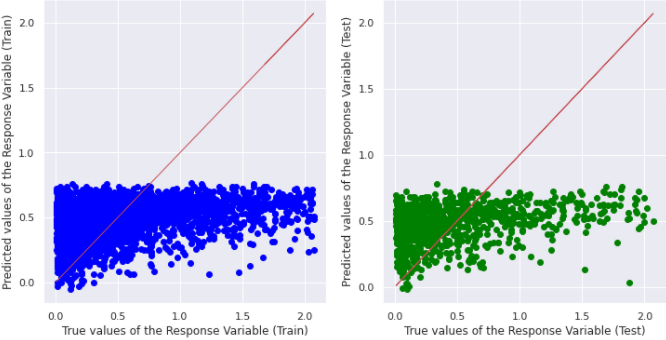 Predicted values of the Response Variable (Train)
2.0
1.5
1.0
0.5
0.0
0.0 0.5 1.0 1.5 2.0
True values of the Response Variable (Train)
Predicted values of the Response Variable (Test)
2.0
1.5
1.0
0.5
0.0
0.0 0.5 1.0 1.5 2.0
True values of the Response Variable (Test)